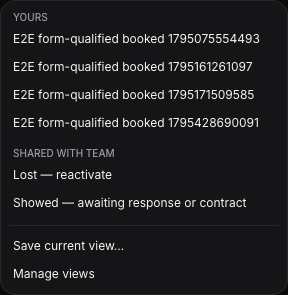 YOURS
E2E form-qualified booked 1795075554493
E2E form-qualified booked 1795161261097
E2E form-qualified booked 1795171509585
E2E form-qualified booked 1795428690091
SHARED WITH TEAM
Lost — reactivate
Showed — awaiting response or contract
Save current view...
Manage views